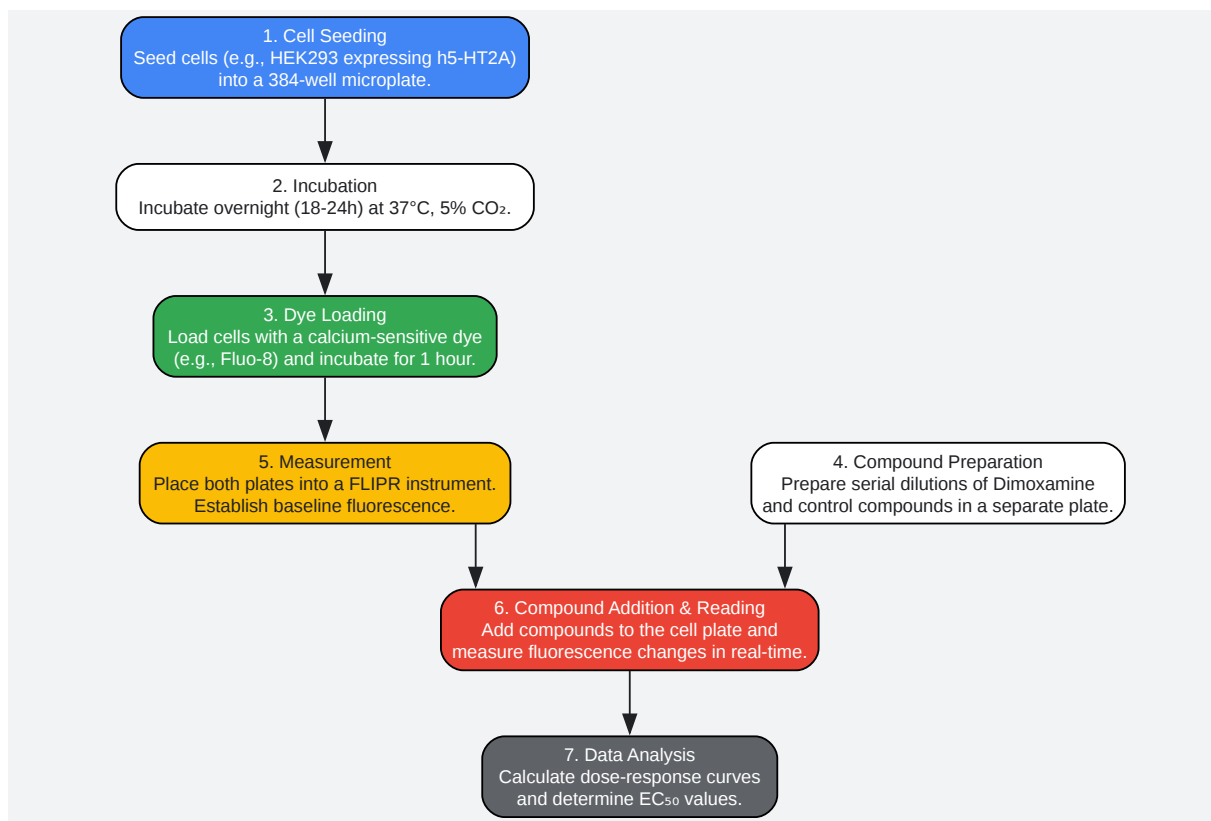 1. Cell Seeding
Seed cells (e.g., HEK293 expressing h5-HT2A)
into a 384-well microplate.
2. Incubation
Incubate overnight (18-24h) at 37°C, 5% CO₂.
3. Dye Loading
Load cells with a calcium-sensitive dye
(e.g., Fluo-8) and incubate for 1 hour.
5. Measurement
Place both plates into a FLIPR instrument.
Establish baseline fluorescence.
4. Compound Preparation
Prepare serial dilutions of Dimoxamine
and control compounds in a separate plate.
6. Compound Addition & Reading
Add compounds to the cell plate and
measure fluorescence changes in real-time.
7. Data Analysis
Calculate dose-response curves
and determine EC₅₀ values.